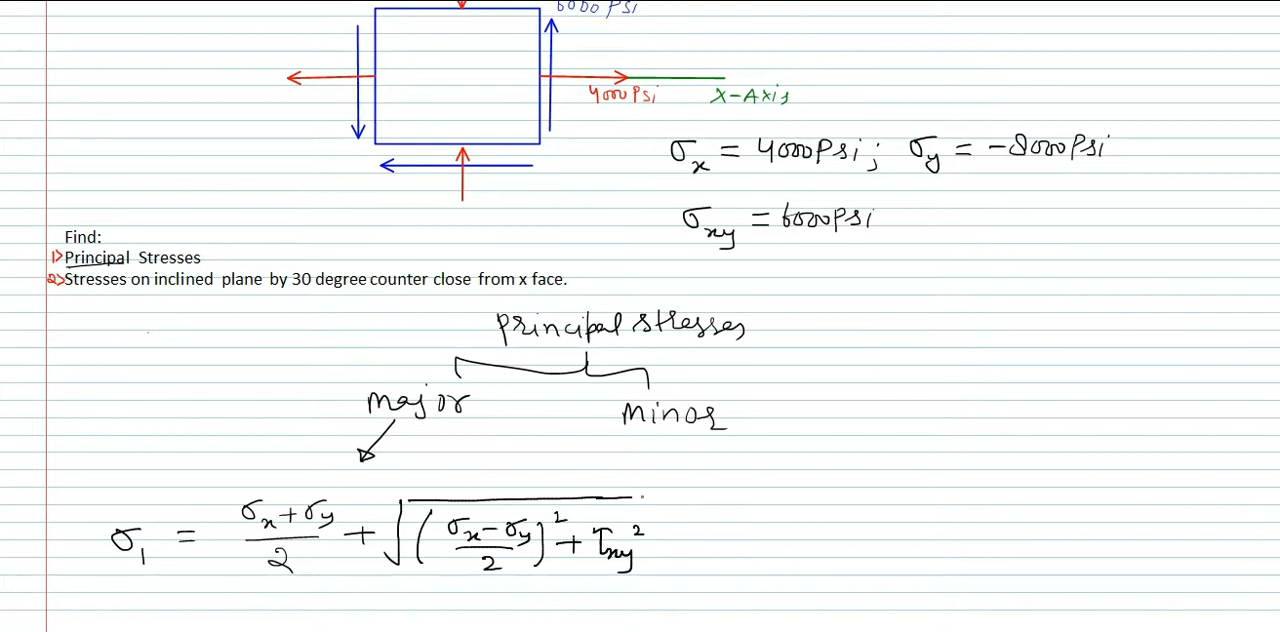 6000 Psi
4000 Psi X-Axis
σx = 4000 Psi ; σy = -8000 Psi
σxy = 6000 Psi
Find:
1> Principal Stresses
2> Stresses on inclined plane by 30 degree counter close from x face.
Principal stresses
Major
Minor
σ1 = (σx + σy)/2 + √(((σx - σy)/2)² + τxy²)